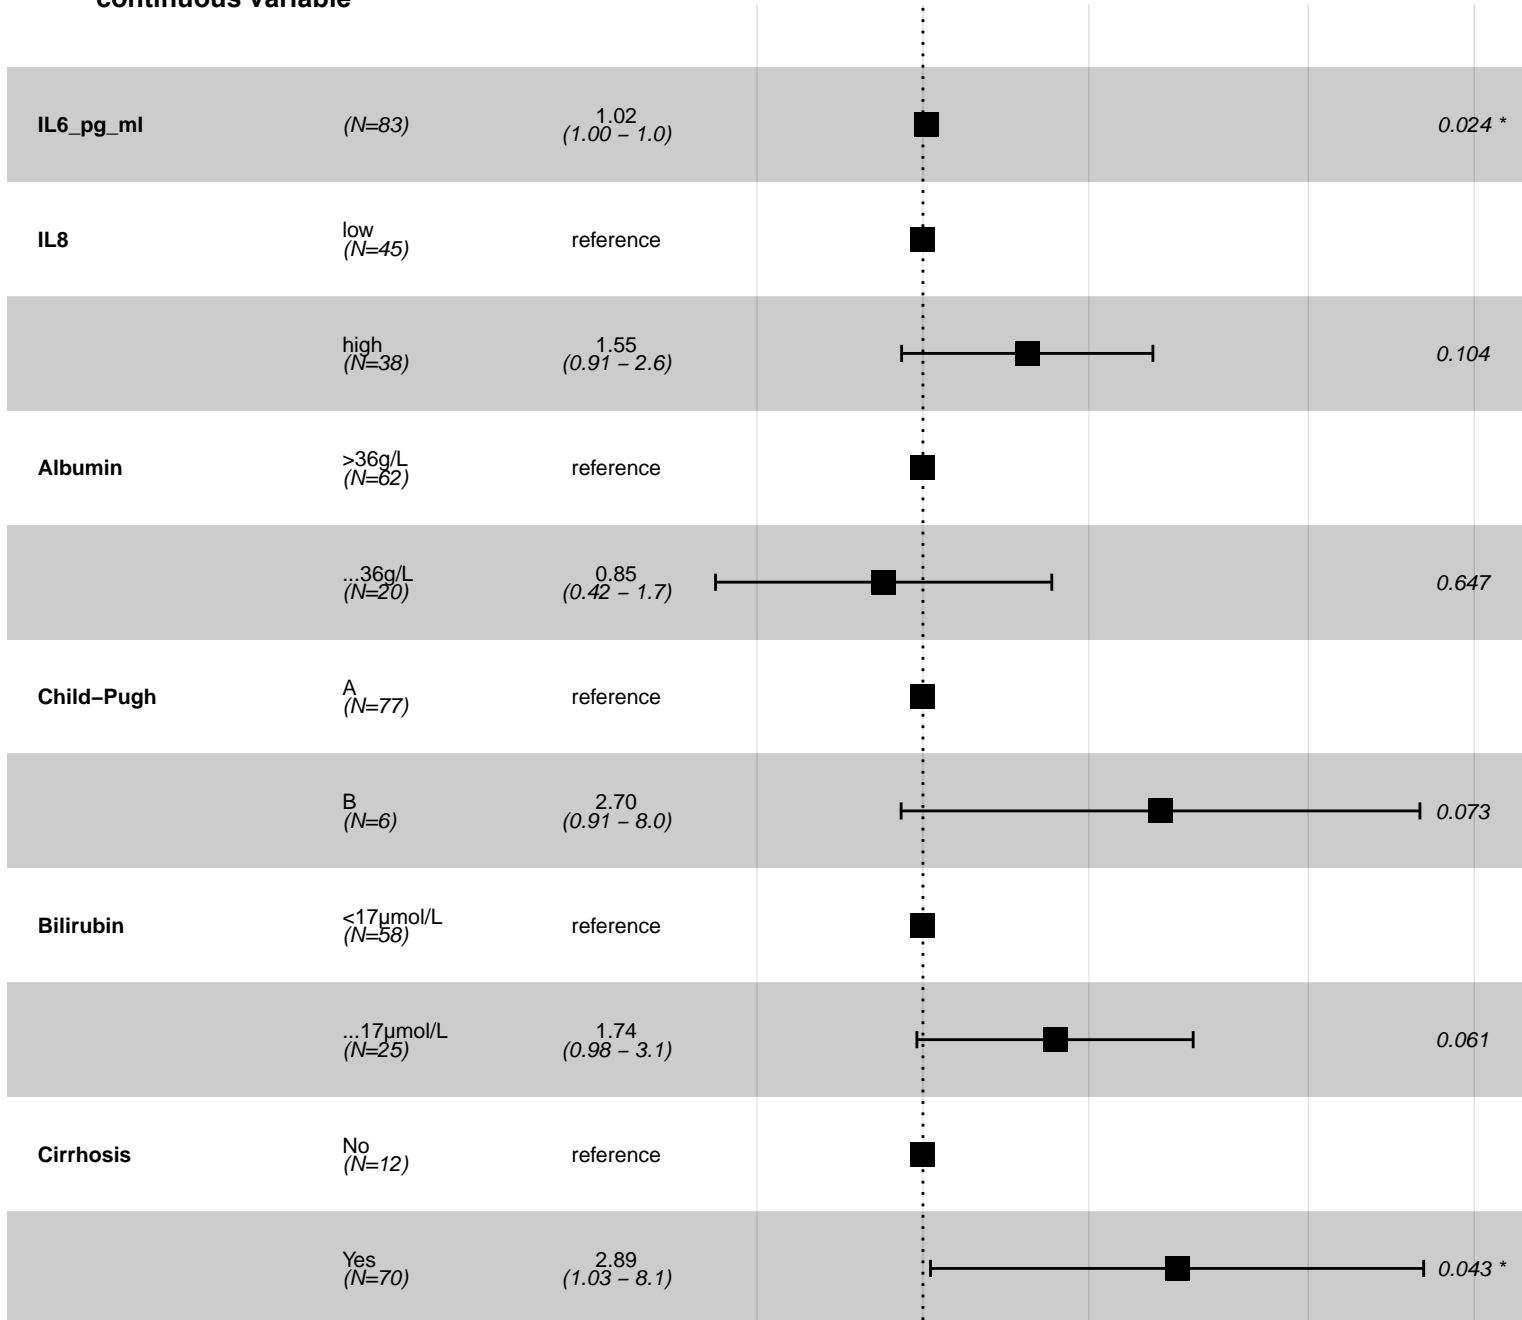 continuous variable
IL6_pg_ml (N=83) 1.02 0.024 *
(1.00 − 1.0)
IL8 low reference
(N=45)
high 1.55 0.104
(N=38) (0.91 − 2.6)
Albumin >36g/L reference
(N=62)
...36g/L 0.85 0.647
(N=20) (0.42 − 1.7)
Child−Pugh A reference
(N=77)
B 2.70 0.073
(N=6) (0.91 − 8.0)
Bilirubin <17µmol/L reference
(N=58)
...17µmol/L 1.74 0.061
(N=25) (0.98 − 3.1)
Cirrhosis No reference
(N=12)
Yes 2.89 0.043 *
(N=70) (1.03 − 8.1)